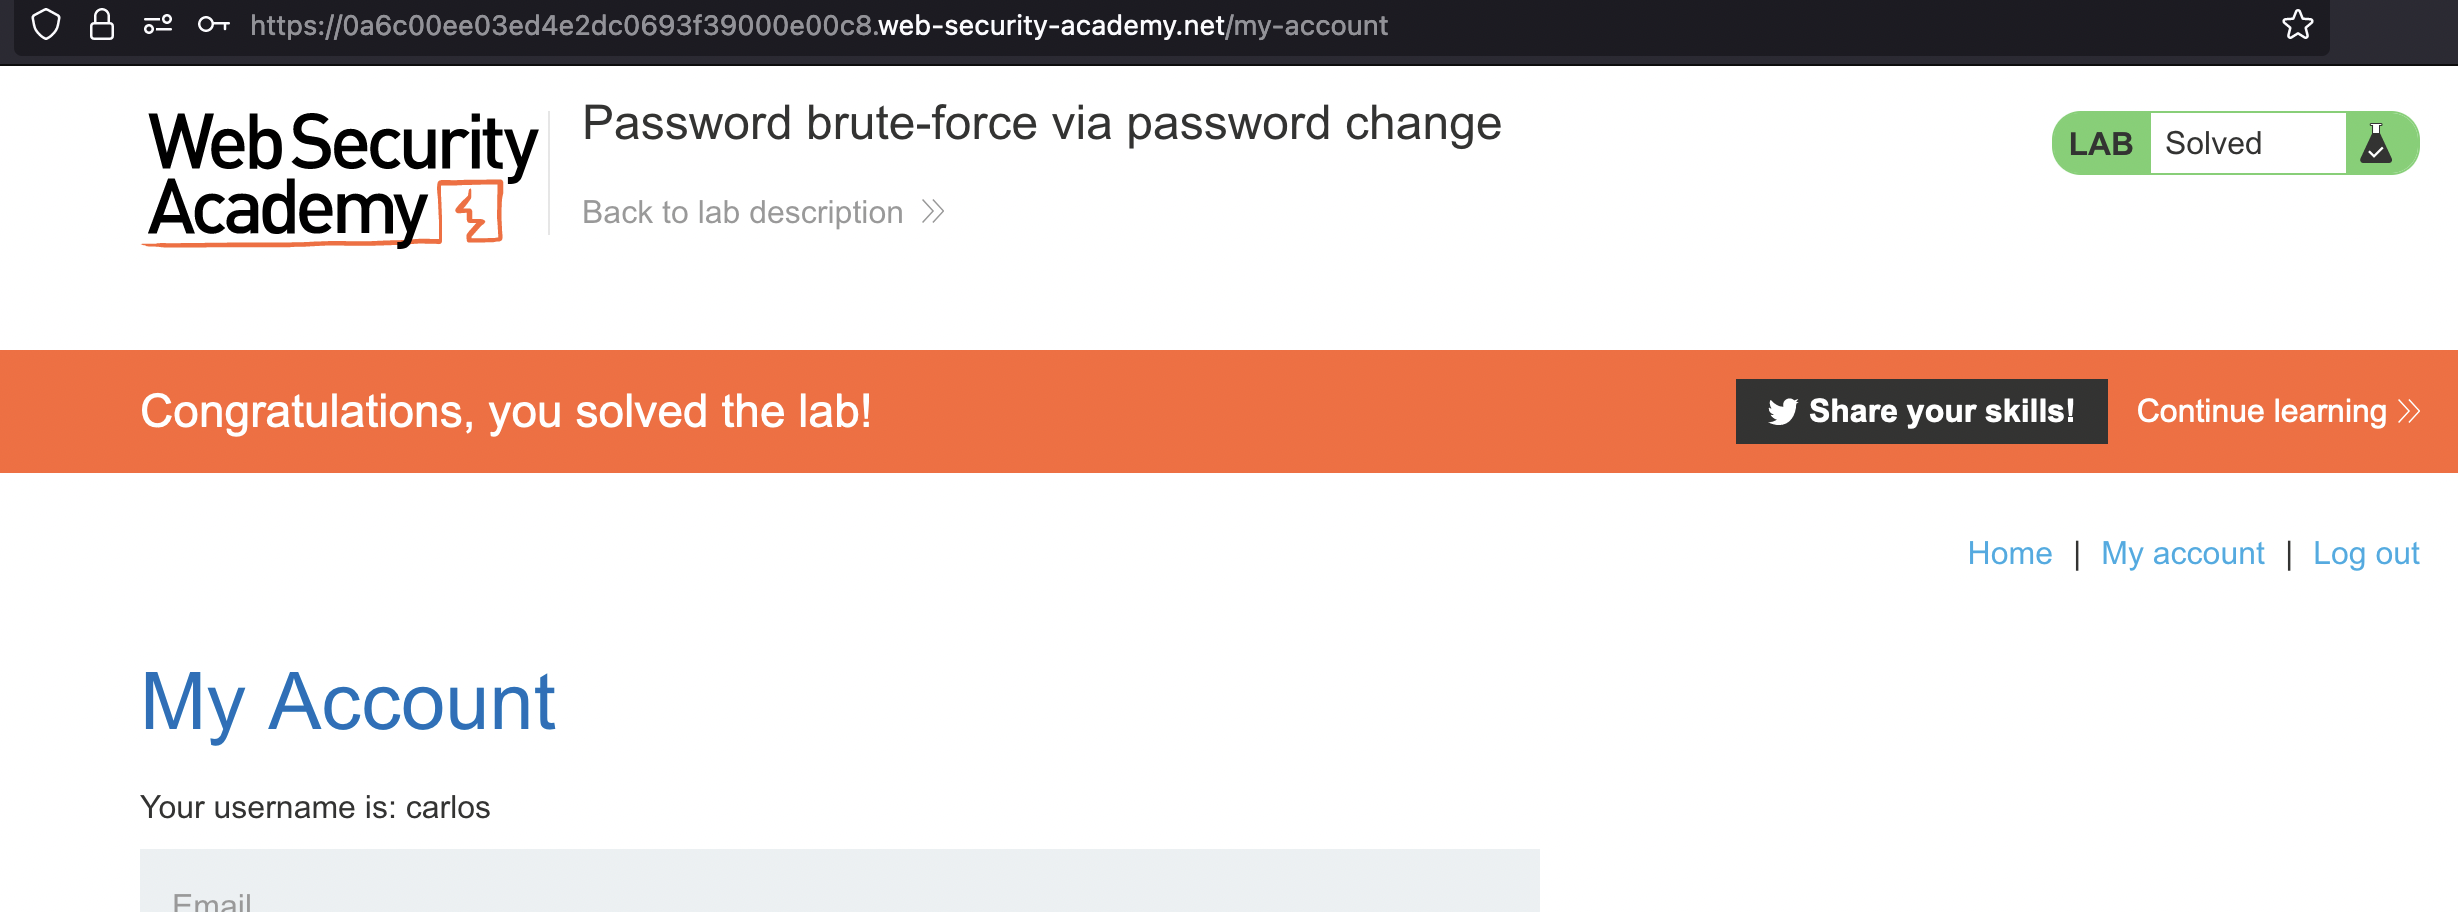 https://0a6c00ee03ed4e2dc0693f39000e00c8.web-security-academy.net/my-account
Web Security
Academy
Password brute-force via password change
Back to lab description
LAB Solved
Congratulations, you solved the lab!
Share your skills!
Continue learning
Home | My account | Log out
My Account
Your username is: carlos
Email